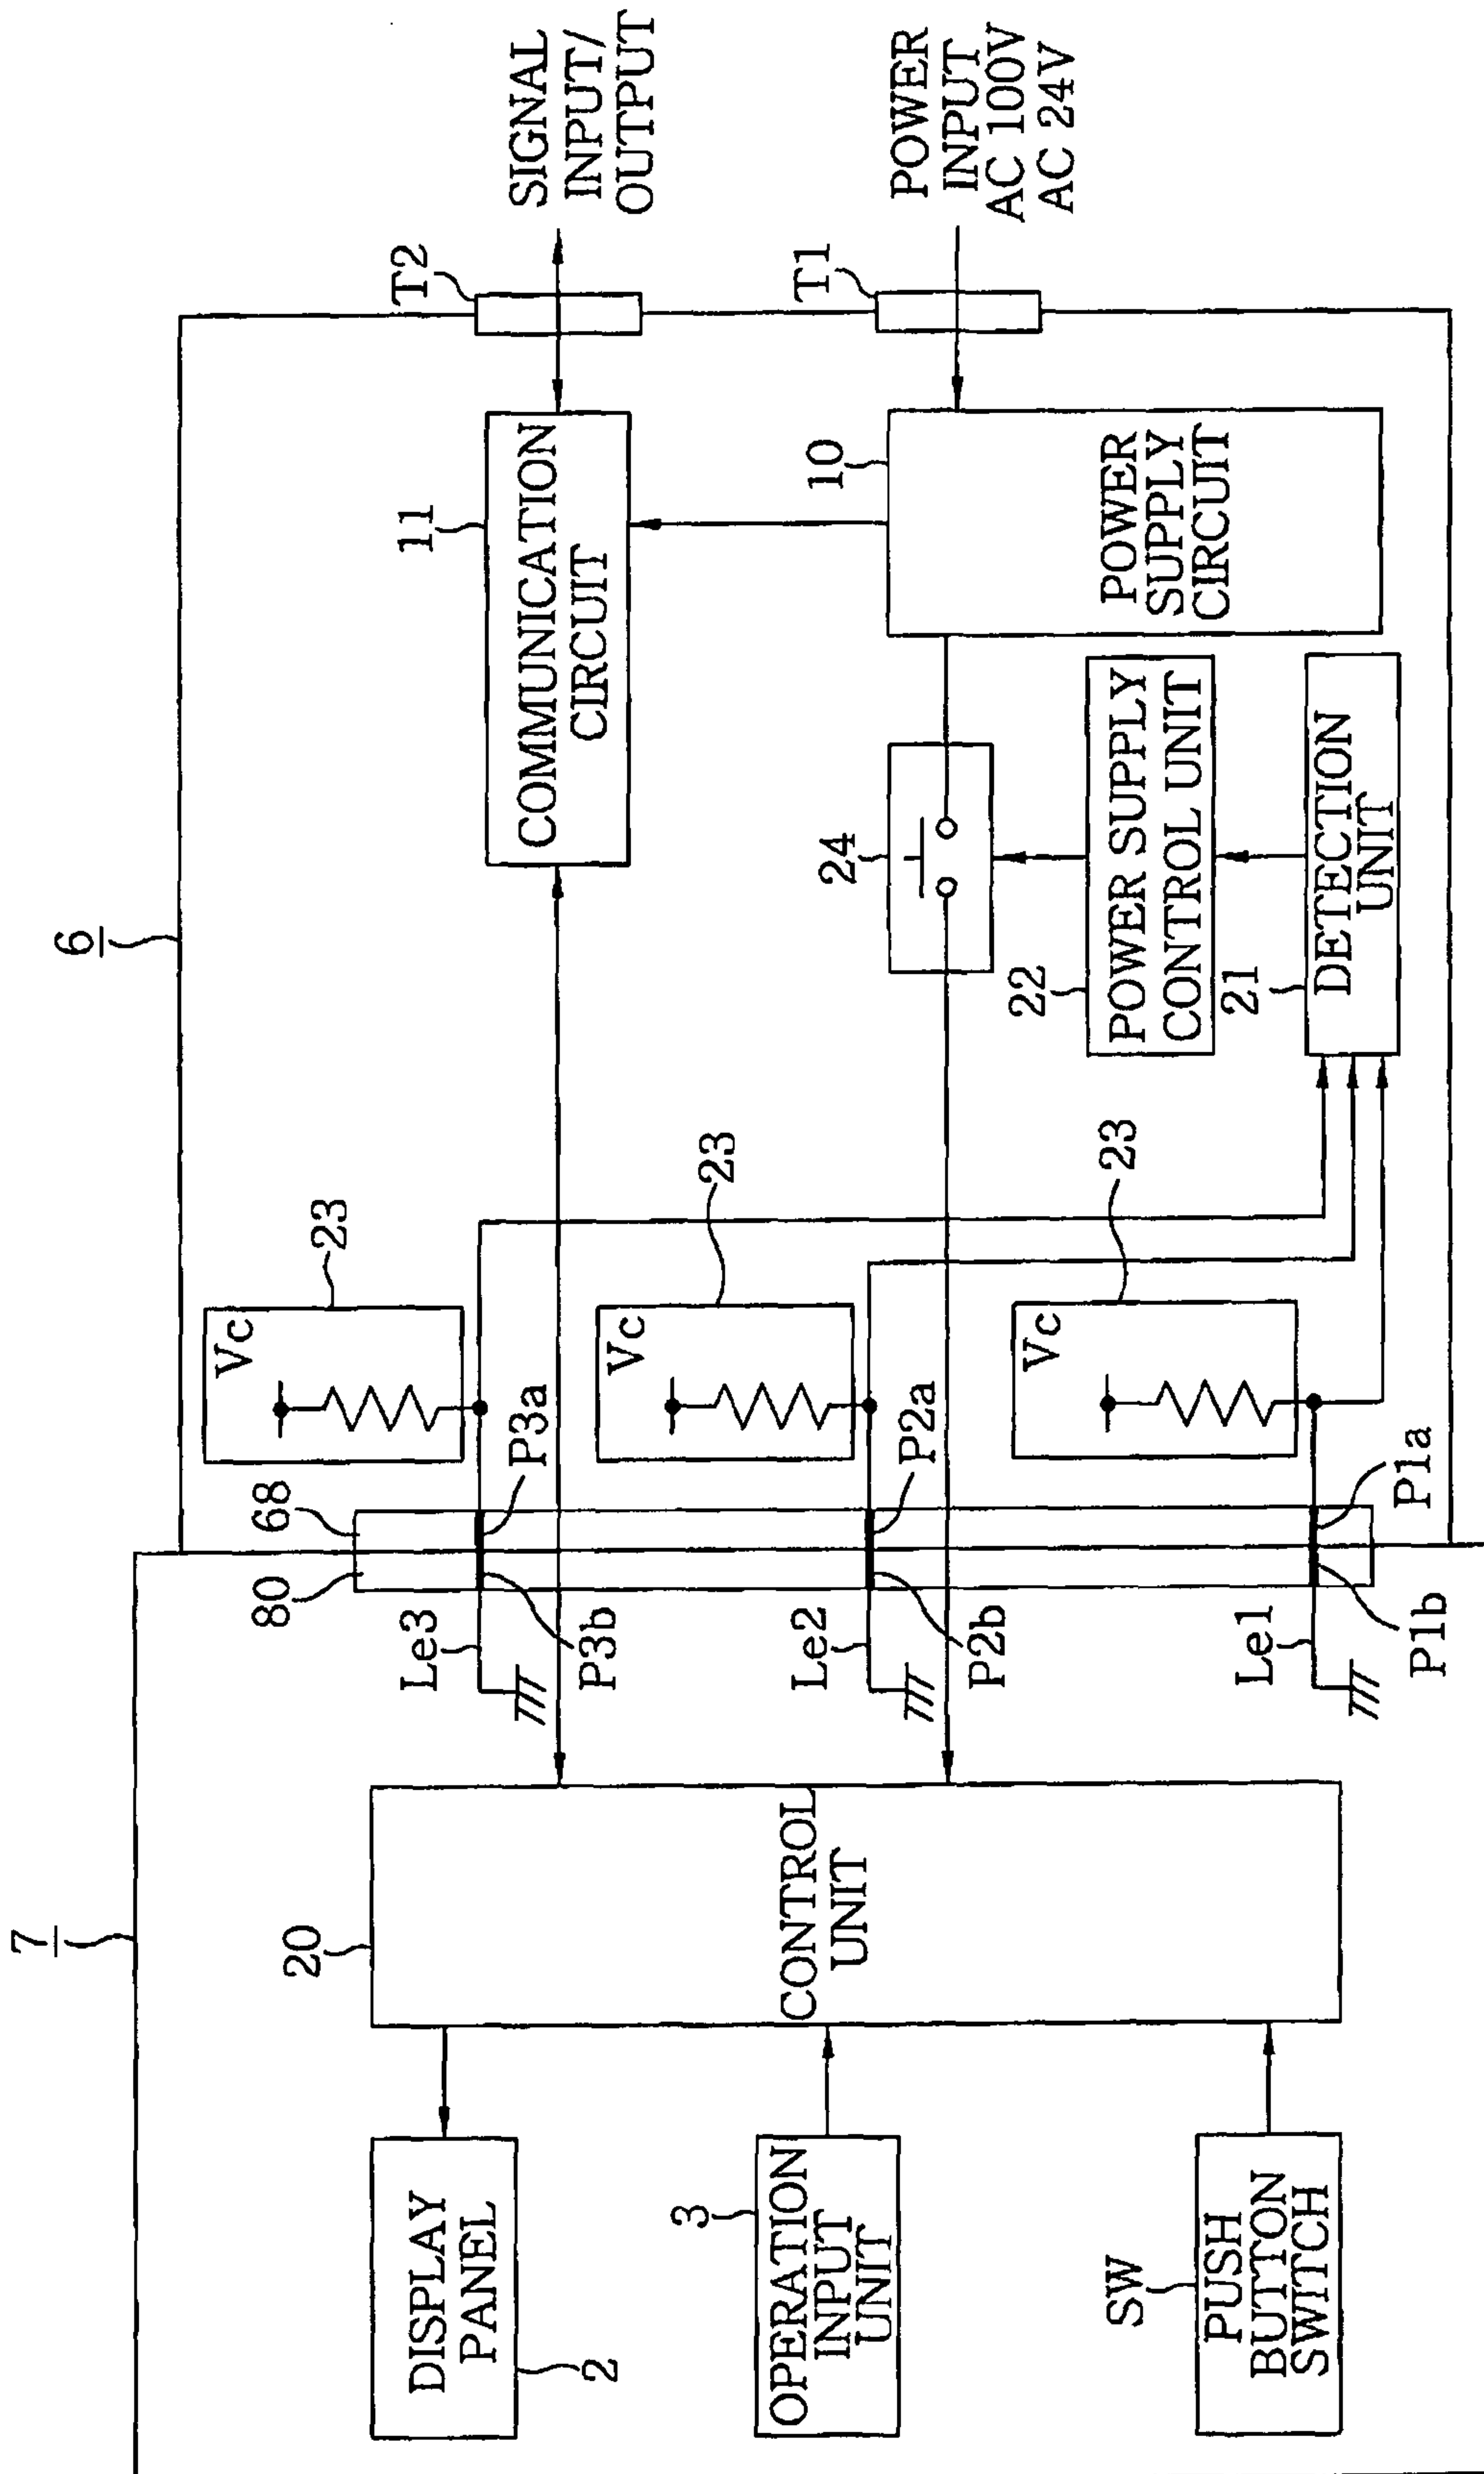 7
6
DISPLAY
PANEL
2
3
OPERATION
INPUT
UNIT
SW
PUSH
BUTTON
SWITCH
20
CONTROL
UNIT
80
68
Le3
P3b
P3a
Le2
P2b
P2a
Le1
P1b
P1a
23
Vc
23
Vc
23
Vc
11
COMMUNICATION
CIRCUIT
24
22
POWER SUPPLY
CONTROL UNIT
21
DETECTION
UNIT
10
POWER
SUPPLY
CIRCUIT
T2
T1
SIGNAL
INPUT/
OUTPUT
POWER
INPUT
AC 100V
AC 24V